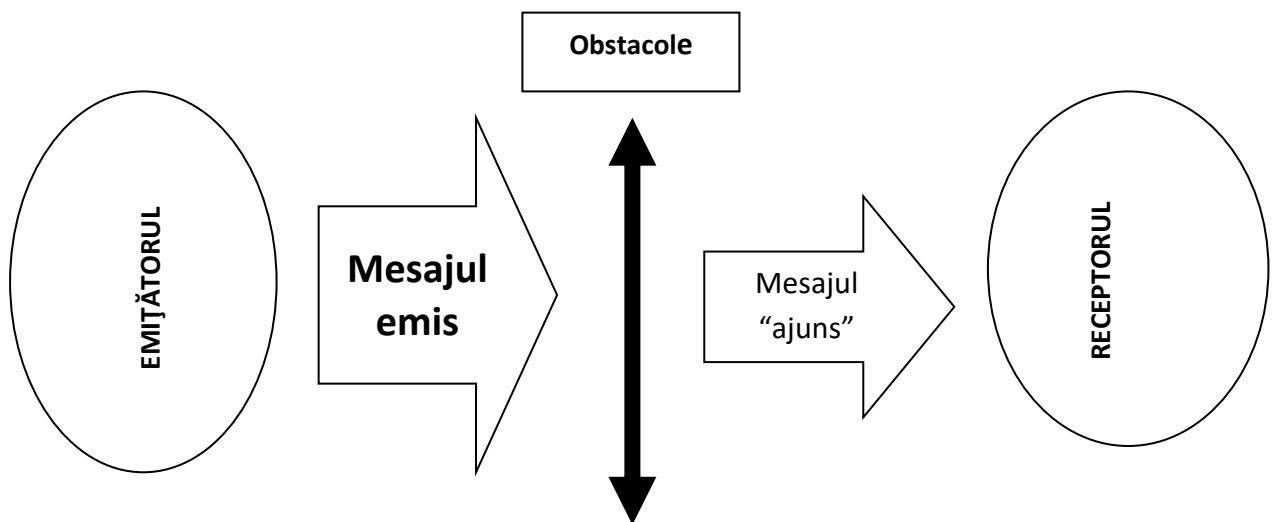 Obstacole
EMIŢĂTORUL
Mesajul
emis
Mesajul
“ajuns”
RECEPTORUL